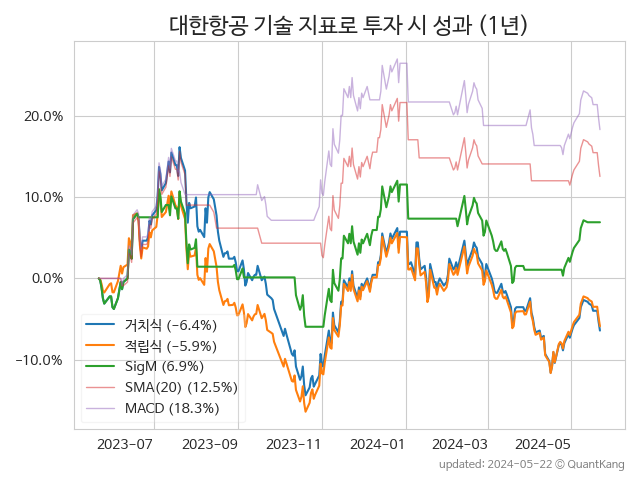 대한항공 기술 지표로 투자 시 성과 (1년)
20.0%
10.0%
0.0%
−10.0%
거치식 (−6.4%)
적립식 (−5.9%)
SigM (6.9%)
SMA(20) (12.5%)
MACD (18.3%)
2023−07
2023−09
2023−11
2024−01
2024−03
2024−05
updated: 2024−05−22 © QuantKang